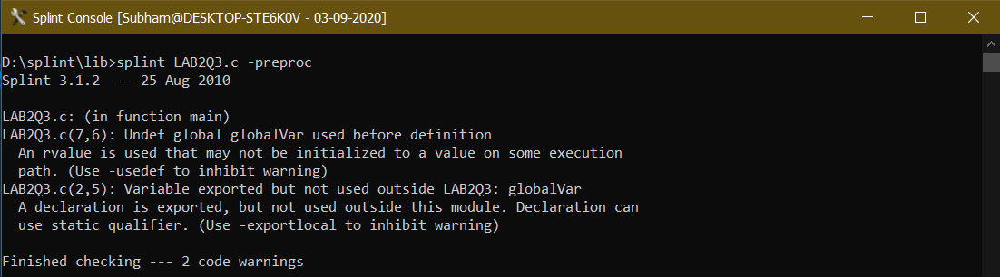 Splint Console [Subham@DESKTOP-STE6K0V - 03-09-2020]
D:\splint\lib>splint LAB2Q3.c -preproc
Splint 3.1.2 --- 25 Aug 2010
LAB2Q3.c: (in function main)
LAB2Q3.c(7,6): Undef global globalVar used before definition
  An rvalue is used that may not be initialized to a value on some execution
  path. (Use -usedef to inhibit warning)
LAB2Q3.c(2,5): Variable exported but not used outside LAB2Q3: globalVar
  A declaration is exported, but not used outside this module. Declaration can
  use static qualifier. (Use -exportlocal to inhibit warning)
Finished checking --- 2 code warnings